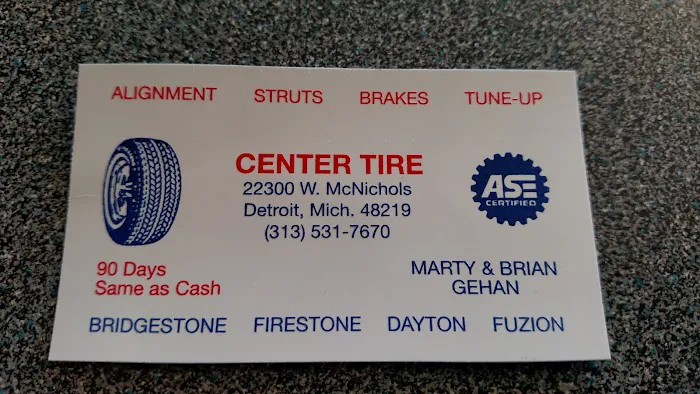 ALIGNMENT STRUTS BRAKES TUNE-UP
CENTER TIRE
22300 W. McNichols
Detroit, Mich. 48219
(313) 531-7670
ASE
CERTIFIED
90 Days
Same as Cash
MARTY & BRIAN
GEHAN
BRIDGESTONE FIRESTONE DAYTON FUZION